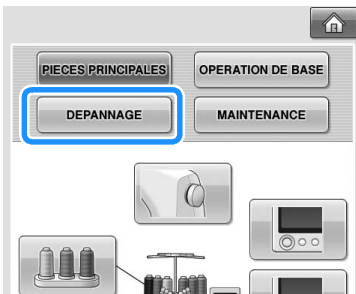 PIECES PRINCIPALES
OPERATION DE BASE
DEPANNAGE
MAINTENANCE